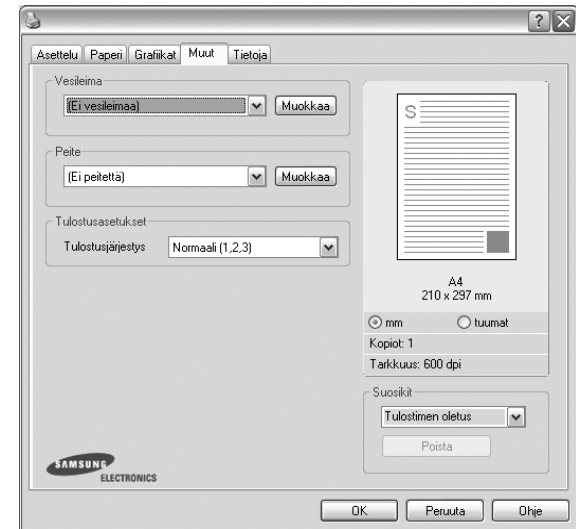 Asettelu Paperi Grafiikat Muut Tietoja
Vesileima
(Ei vesileimaa) Muokkaa
Peite
(Ei peitettä) Muokkaa
Tulostusasetukset
Tulostusjärjestys Normaali (1,2,3)
S
A4
210 x 297 mm
mm tuumat
Kopiot: 1
Tarkkuus: 600 dpi
Suosikit
Tulostimen oletus
Poista
SAMSUNG
ELECTRONICS
OK Peruuta Ohje